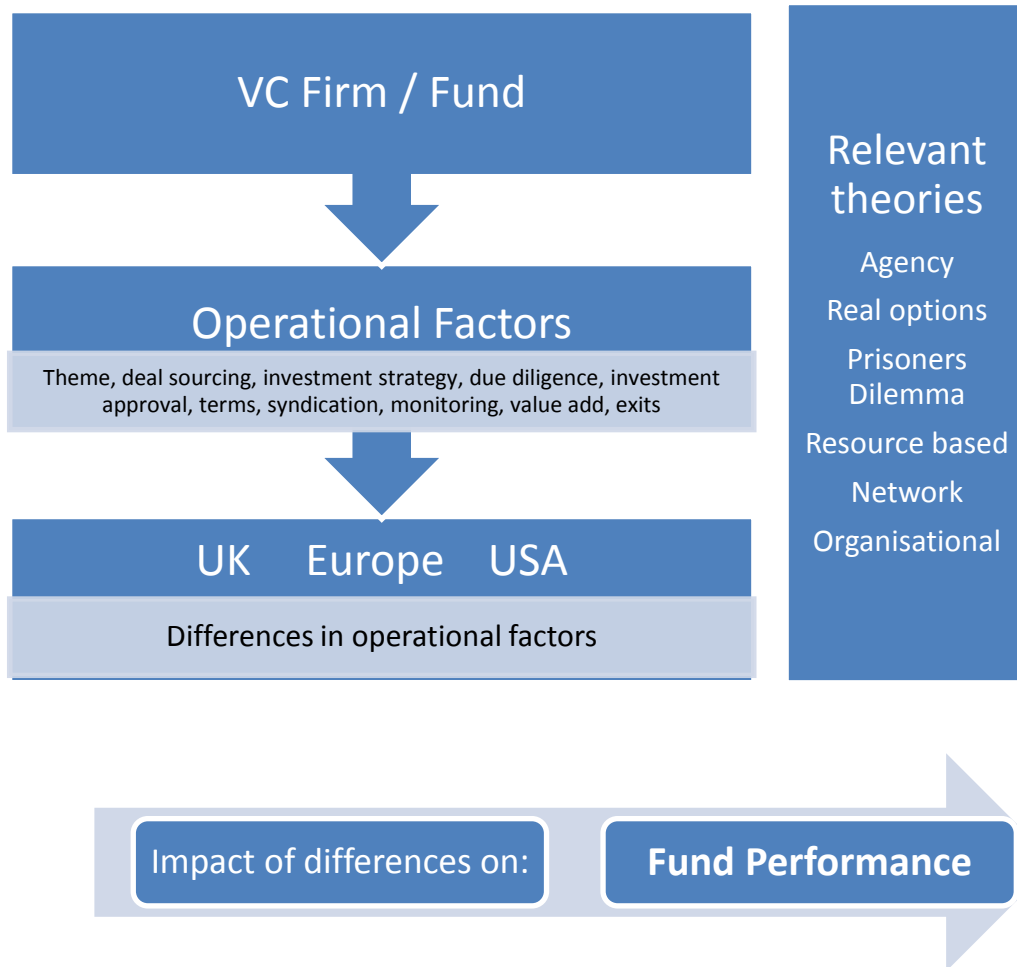 VC Firm / Fund
Operational Factors
Theme, deal sourcing, investment strategy, due diligence, investment
approval, terms, syndication, monitoring, value add, exits
UK Europe USA
Differences in operational factors
Relevant
theories
Agency
Real options
Prisoners
Dilemma
Resource based
Network
Organisational
Impact of differences on:
Fund Performance